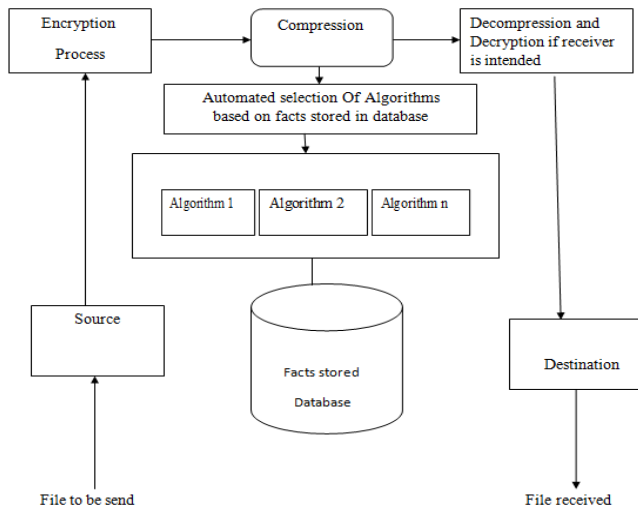 Encryption
Process
Compression
Decompression and
Decryption if receiver
is intended
Automated selection Of Algorithms
based on facts stored in database
Algorithm 1
Algorithm 2
Algorithm n
Source
Facts stored
Database
Destination
File to be send
File received